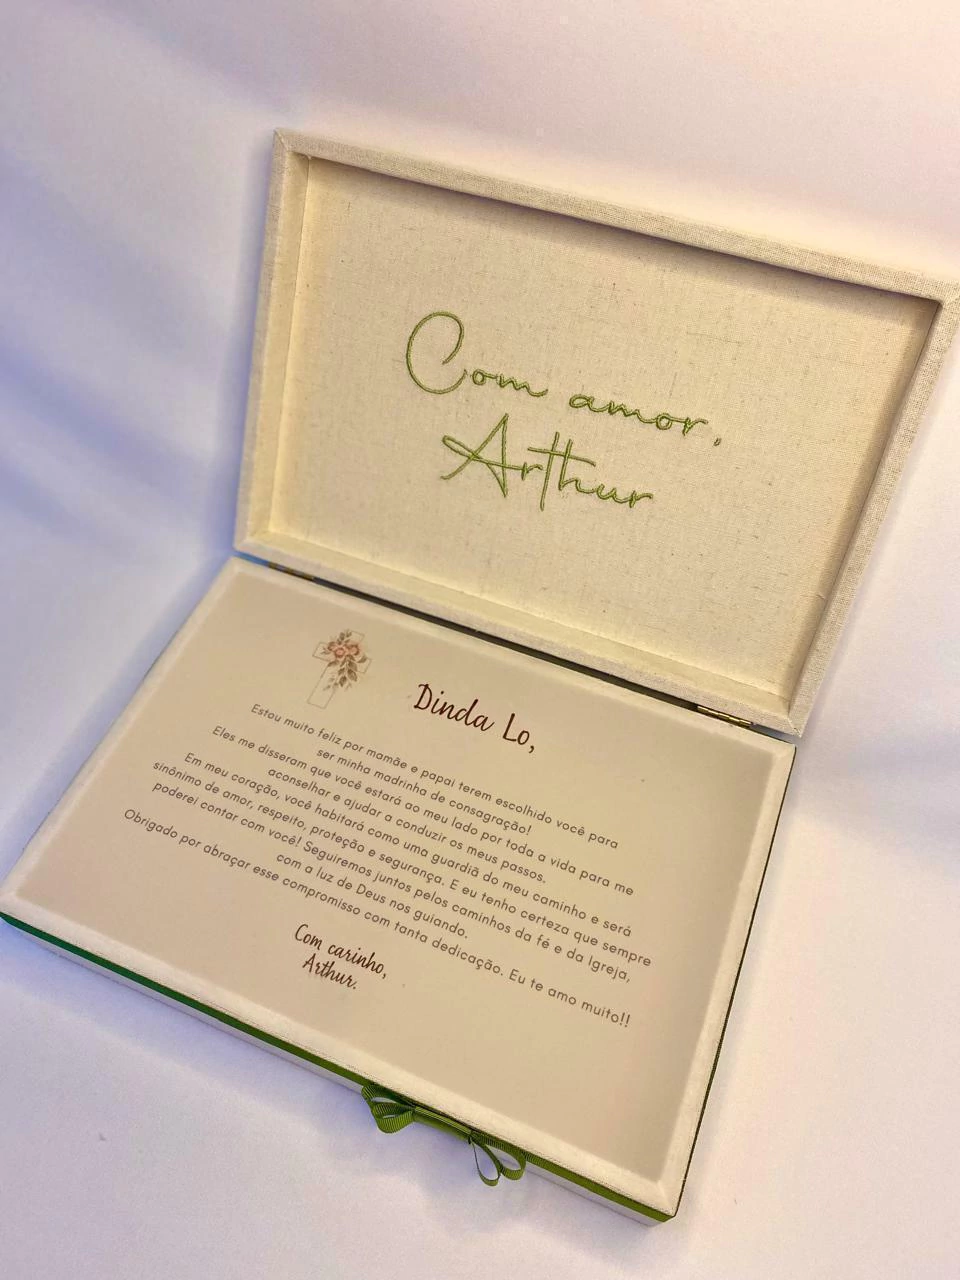 Com amor,
Arthur
Dinda Lo,
Estou muito feliz por mamãe e papai terem escolhido você para
ser minha madrinha de consagração!
Eles me disseram que você estará ao meu lado por toda a vida para me
aconselhar e ajudar a conduzir os meus passos.
Em meu coração, você habitará como uma guardiã do meu caminho e será
sinônimo de amor, respeito, proteção e segurança. E eu tenho certeza que sempre
poderei contar com você! Seguiremos juntos pelos caminhos da fé e da Igreja,
com a luz de Deus nos guiando.
Obrigado por abraçar esse compromisso com tanta dedicação. Eu te amo muito!!
Com carinho,
Arthur.